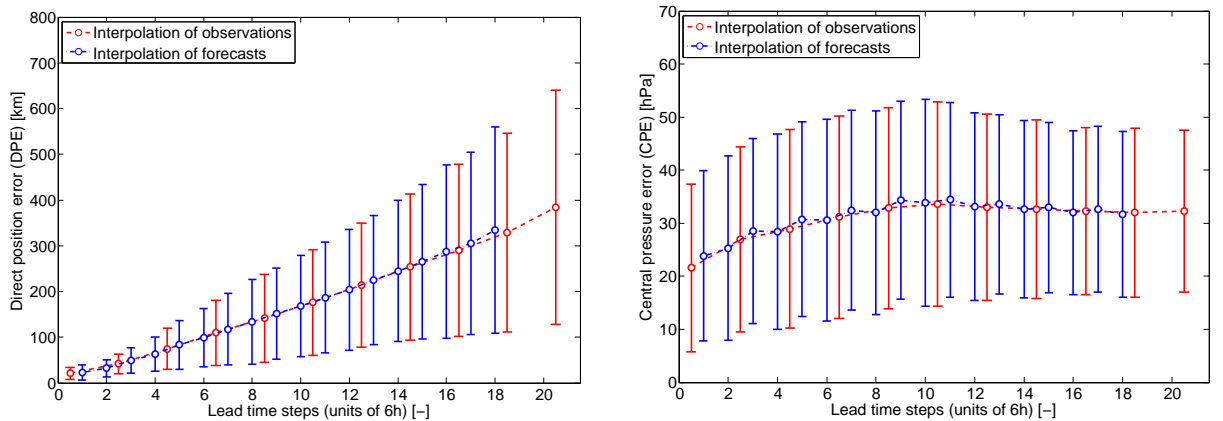 800
700
600
500
400
300
200
100
0
0 2 4 6 8 10 12 14 16 18 20
Direct position error (DPE) [km]
Lead time steps (units of 6h) [−]
Interpolation of observations
Interpolation of forecasts
70
60
50
40
30
20
10
0
0 2 4 6 8 10 12 14 16 18 20
Central pressure error (CPE) [hPa]
Lead time steps (units of 6h) [−]
Interpolation of observations
Interpolation of forecasts